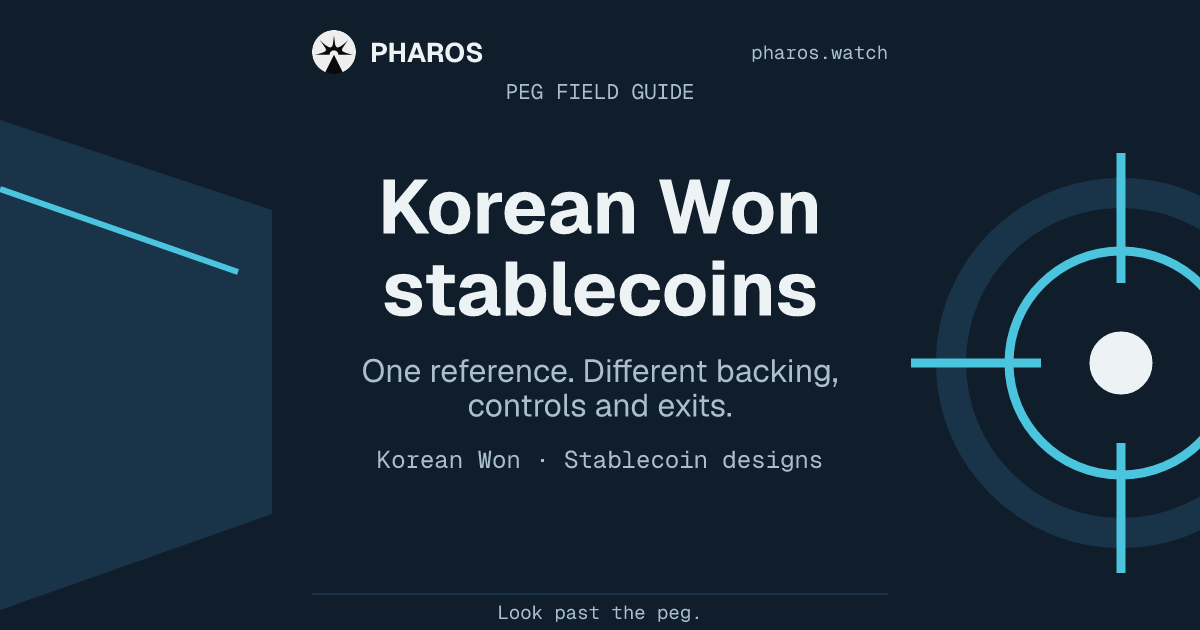 PHAROS
pharos.watch
PEG FIELD GUIDE
Korean Won
stablecoins
One reference. Different backing,
controls and exits.
Korean Won · Stablecoin designs
Look past the peg.